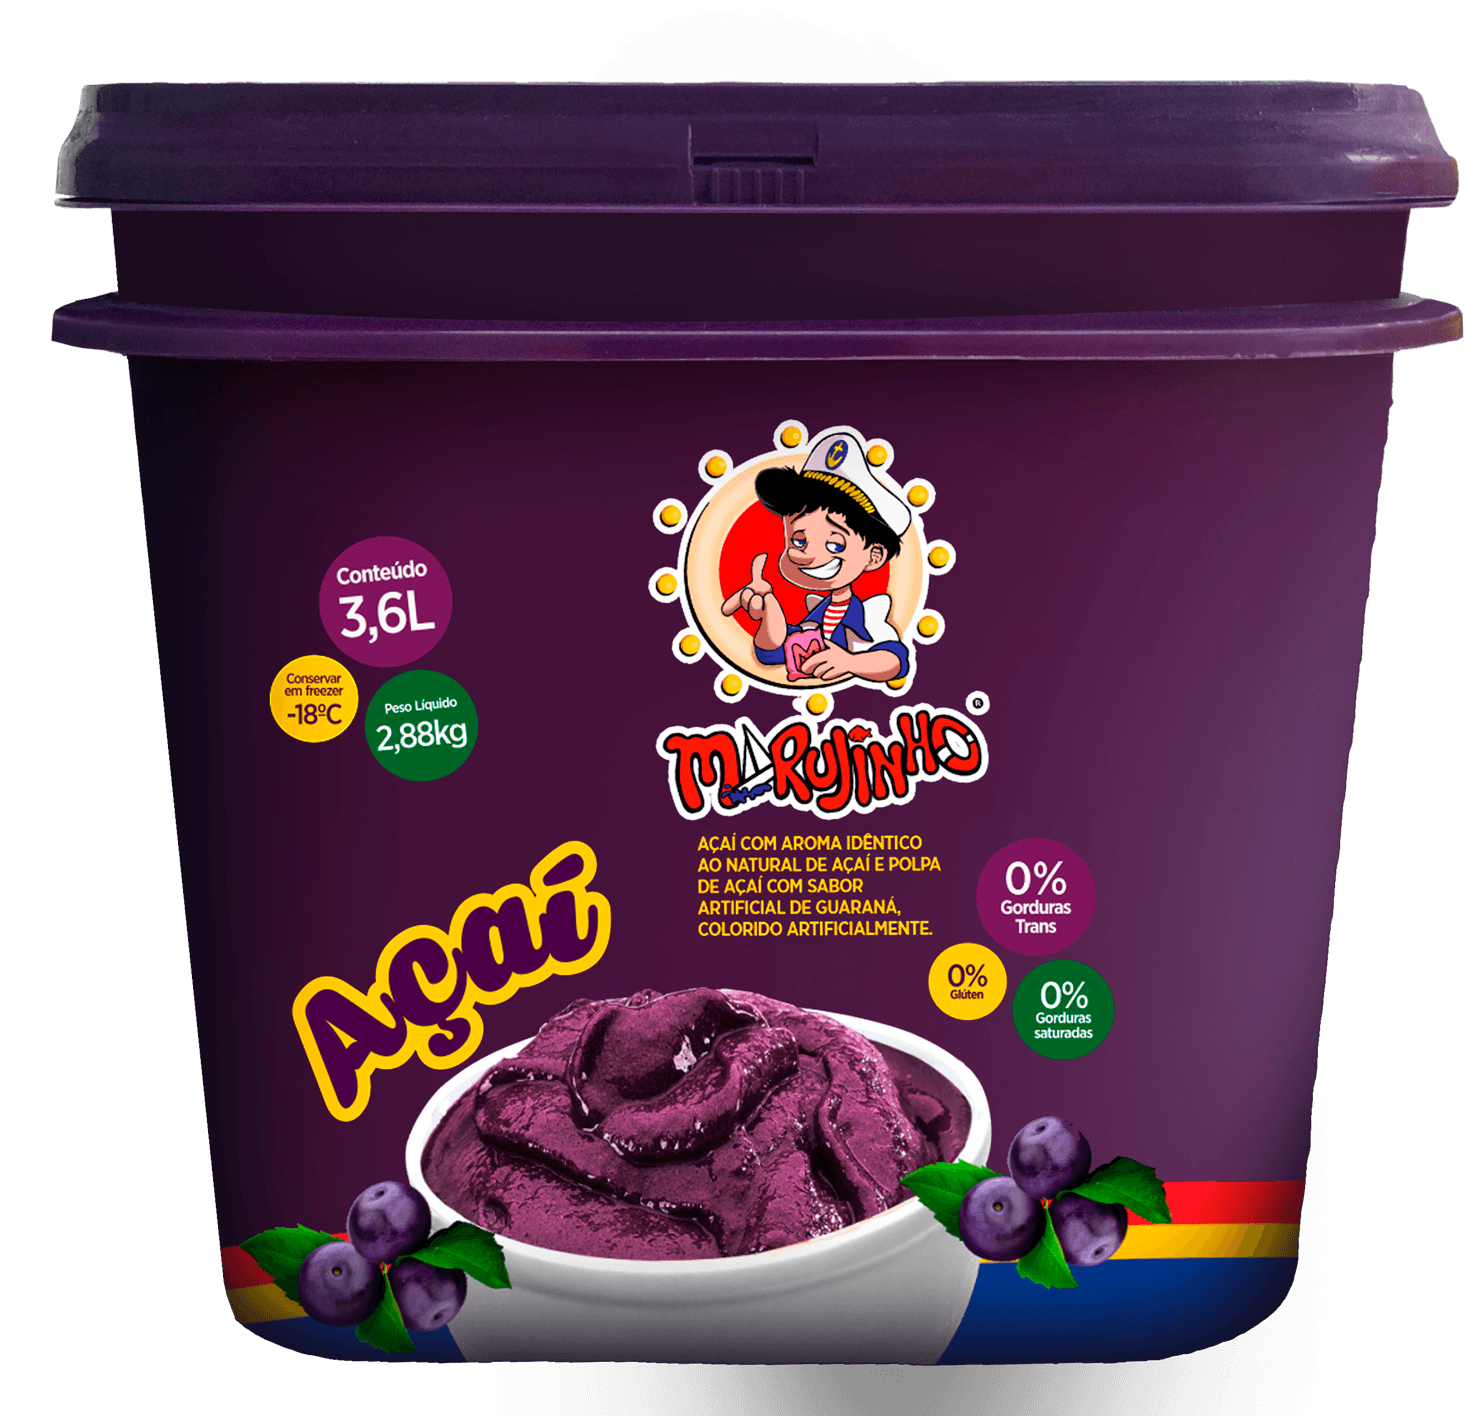 Conteúdo
3,6L
Conservar
em freezer
-18ºC
Peso Líquido
2,88kg
M
MARUJINHO
®
AÇAÍ COM AROMA IDÊNTICO
AO NATURAL DE AÇAÍ E POLPA
DE AÇAÍ COM SABOR
ARTIFICIAL DE GUARANÁ,
COLORIDO ARTIFICIALMENTE.
Açaí
0%
Gorduras
Trans
0%
Glúten
0%
Gorduras
saturadas